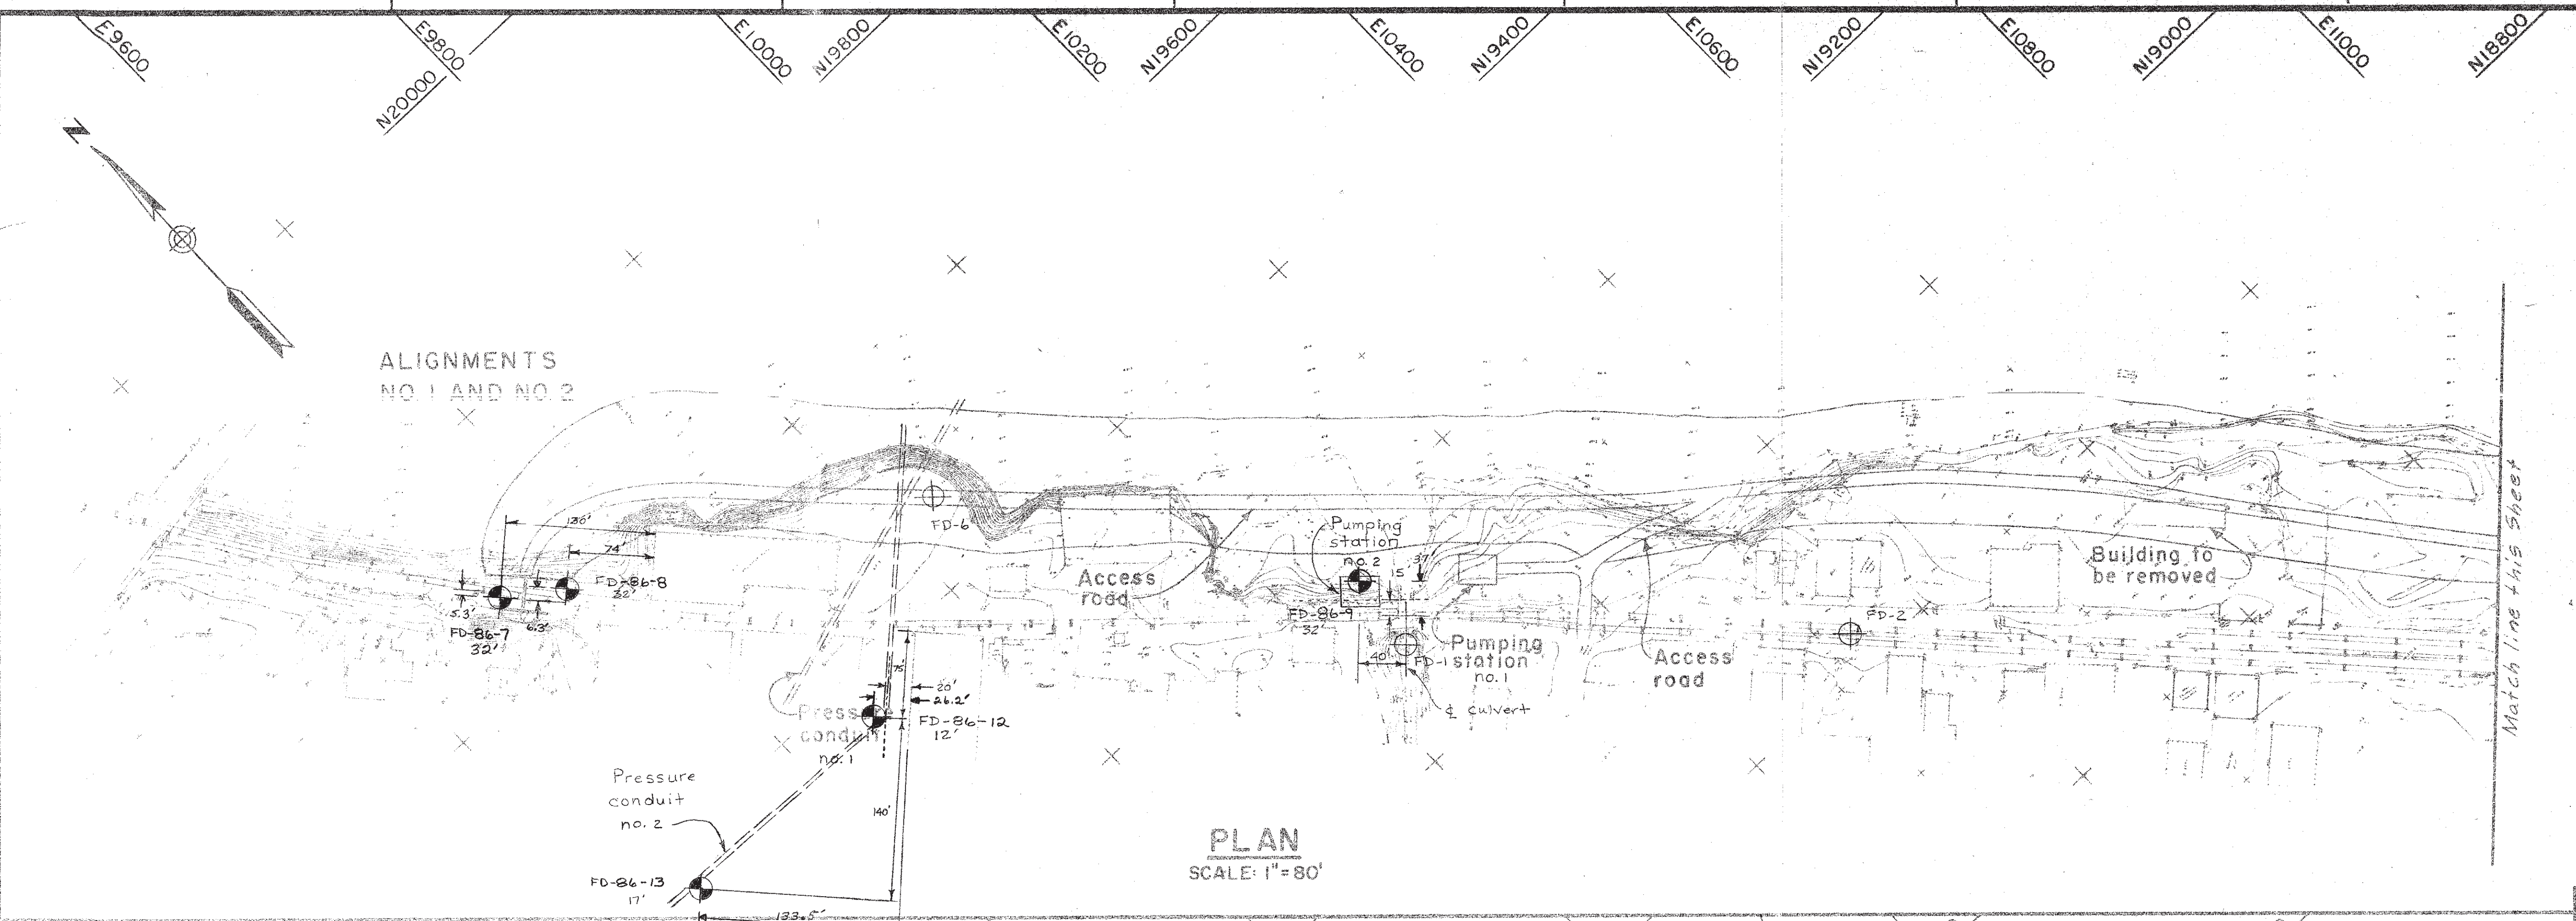 E9600
E9800
N20000
E10000
N19800
E10200
N19600
E10400
N19400
E10600
N19200
E10800
N19000
E11000
N18800
N
ALIGNMENTS
NO. 1 AND NO. 2
74'
FD-86-8
32'
5.3'
6.3'
FD-86-7
32'
FD-6
Access
road
Pumping
station
no. 2
37'
15'
FD-86-9
32'
40'
FD-1
Pumping
station
no. 1
℄ culvert
Access
road
FD-2
Building to
be removed
Match line this Sheet
75'
20'
26.2'
FD-86-12
12'
Pressure
conduit
no. 1
Pressure
conduit
no. 2
140'
FD-86-13
17'
133.5'
PLAN
SCALE: 1"=80'